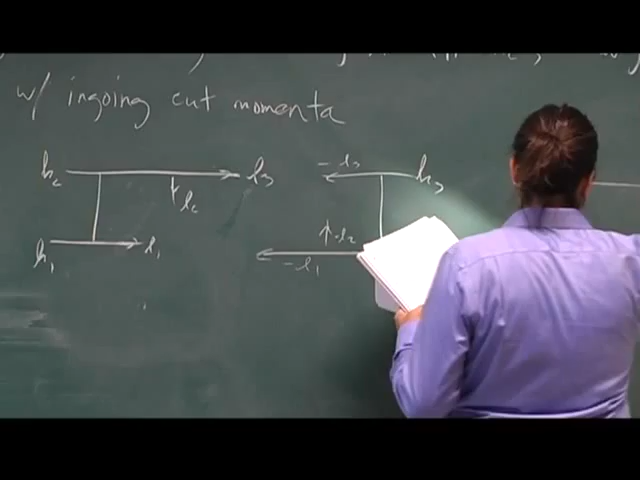 w/ ingoing cut momenta
k₂ l₃ -l₃ k₃
l₂ -l₂
k₁ l₁ -l₁